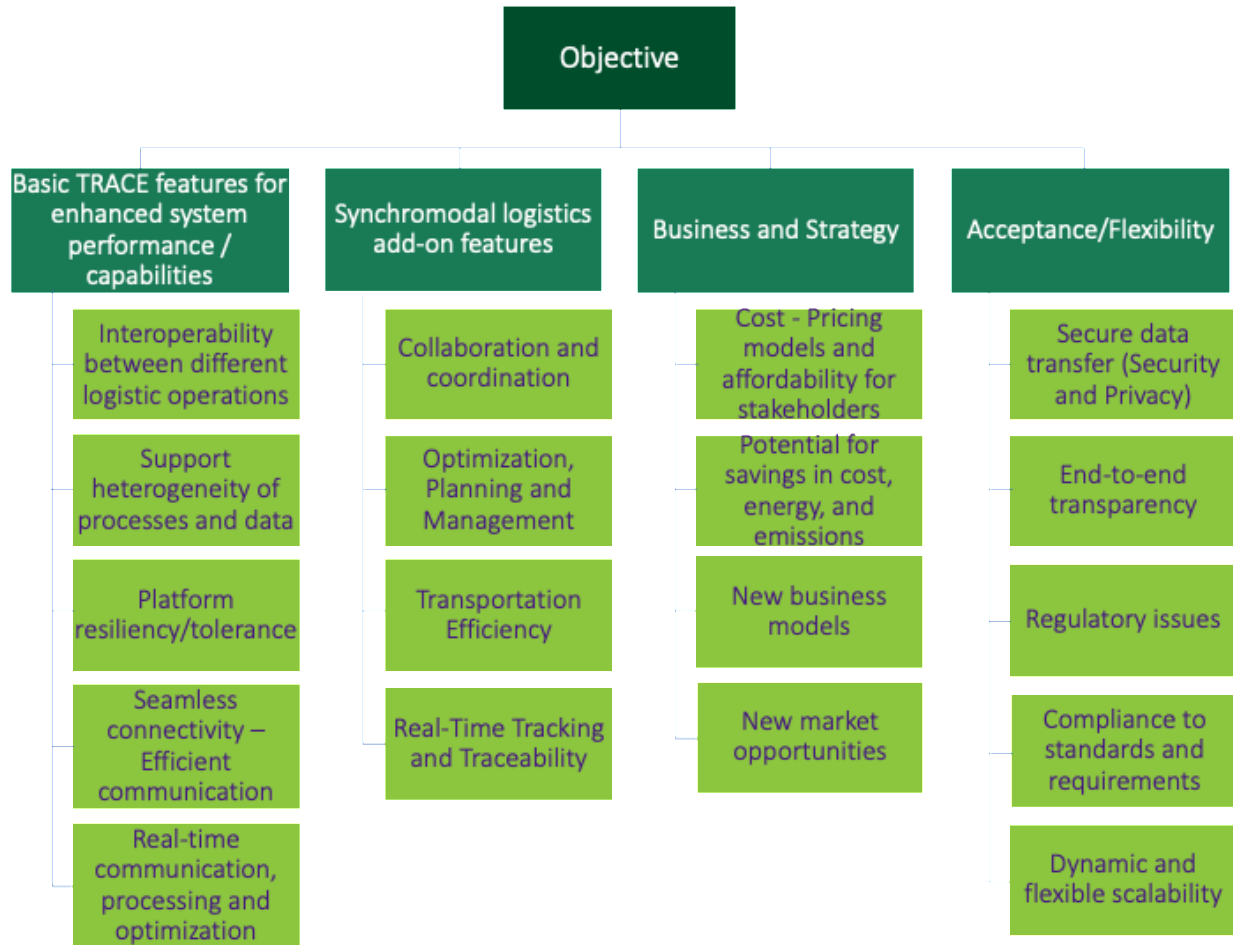 Objective
Basic TRACE features for
enhanced system
performance /
capabilities
Interoperability
between different
logistic operations
Support
heterogeneity of
processes and data
Platform
resiliency/tolerance
Seamless
connectivity –
Efficient
communication
Real-time
communication,
processing and
optimization
Synchromodal logistics
add-on features
Collaboration and
coordination
Optimization,
Planning and
Management
Transportation
Efficiency
Real-Time Tracking
and Traceability
Business and Strategy
Cost - Pricing
models and
affordability for
stakeholders
Potential for
savings in cost,
energy, and
emissions
New business
models
New market
opportunities
Acceptance/Flexibility
Secure data
transfer (Security
and Privacy)
End-to-end
transparency
Regulatory issues
Compliance to
standards and
requirements
Dynamic and
flexible scalability